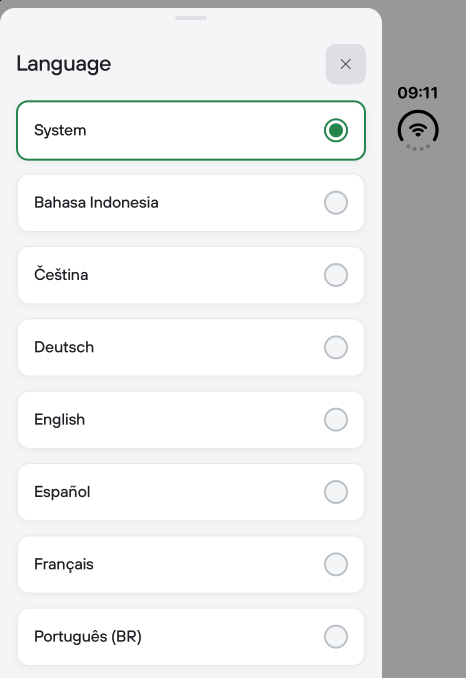 Language
09:11
System
Bahasa Indonesia
Čeština
Deutsch
English
Español
Français
Português (BR)